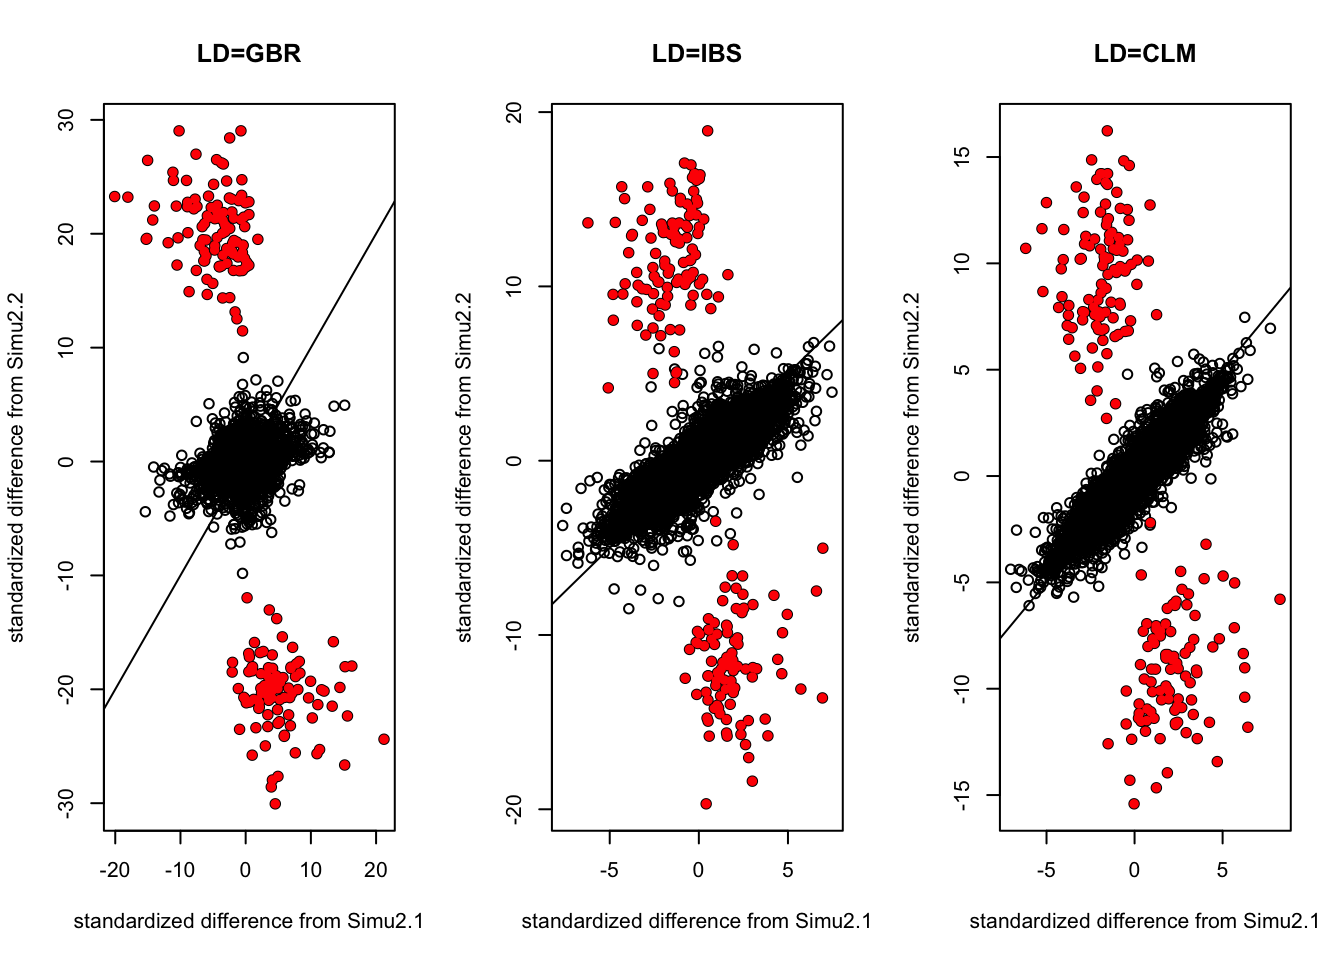 LD=GBR
standardized difference from Simu2.2
30
20
10
0
-10
-20
-30
-20 -10 0 10 20
standardized difference from Simu2.1
LD=IBS
standardized difference from Simu2.2
20
10
0
-10
-20
-5 0 5
standardized difference from Simu2.1
LD=CLM
standardized difference from Simu2.2
15
10
5
0
-5
-10
-15
-5 0 5
standardized difference from Simu2.1